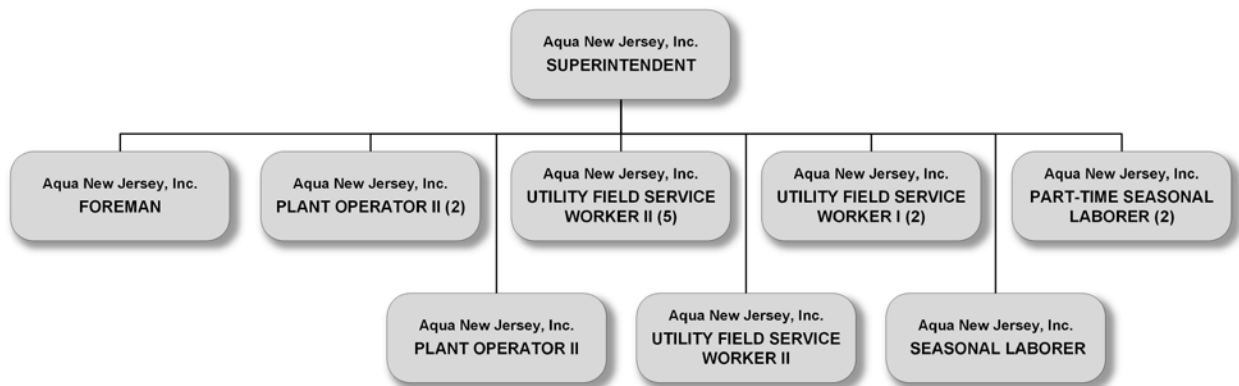 Aqua New Jersey, Inc.
SUPERINTENDENT
Aqua New Jersey, Inc.
FOREMAN
Aqua New Jersey, Inc.
PLANT OPERATOR II (2)
Aqua New Jersey, Inc.
UTILITY FIELD SERVICE
WORKER II (5)
Aqua New Jersey, Inc.
UTILITY FIELD SERVICE
WORKER I (2)
Aqua New Jersey, Inc.
PART-TIME SEASONAL
LABORER (2)
Aqua New Jersey, Inc.
PLANT OPERATOR II
Aqua New Jersey, Inc.
UTILITY FIELD SERVICE
WORKER II
Aqua New Jersey, Inc.
SEASONAL LABORER